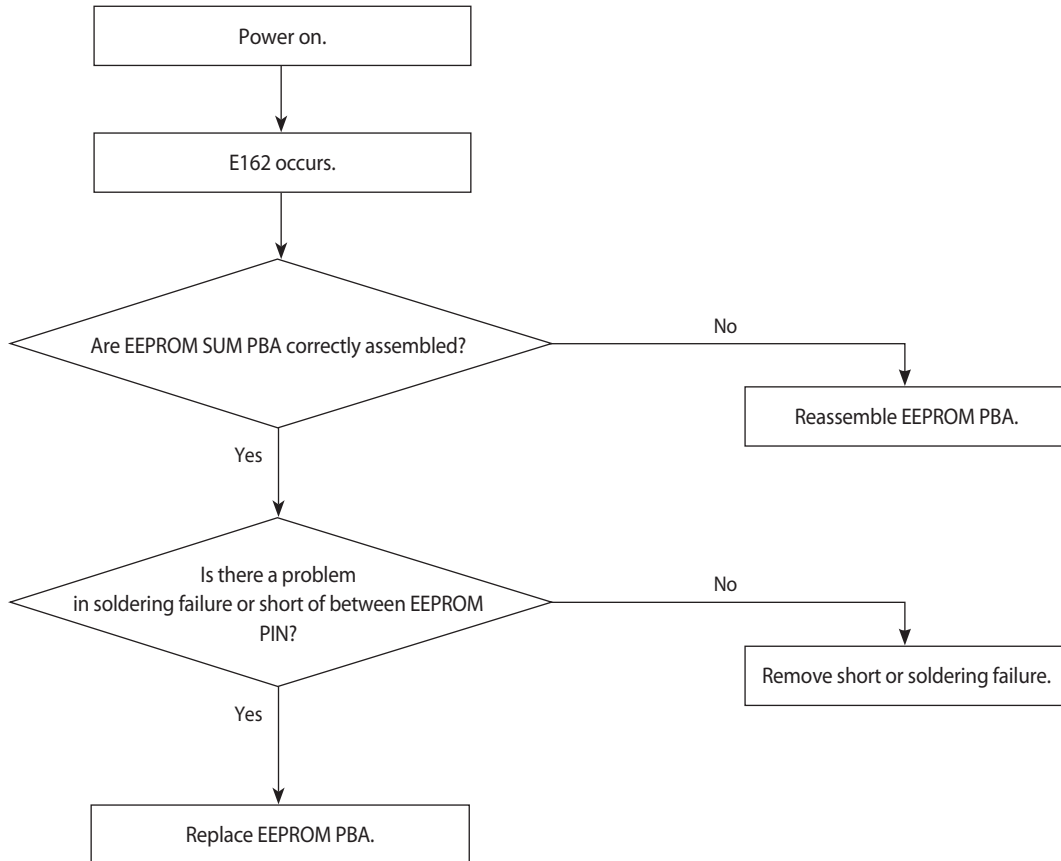 Power on.
E162 occurs.
Are EEPROM SUM PBA correctly assembled?
No
Reassemble EEPROM PBA.
Yes
Is there a problem
in soldering failure or short of between EEPROM
PIN?
No
Remove short or soldering failure.
Yes
Replace EEPROM PBA.